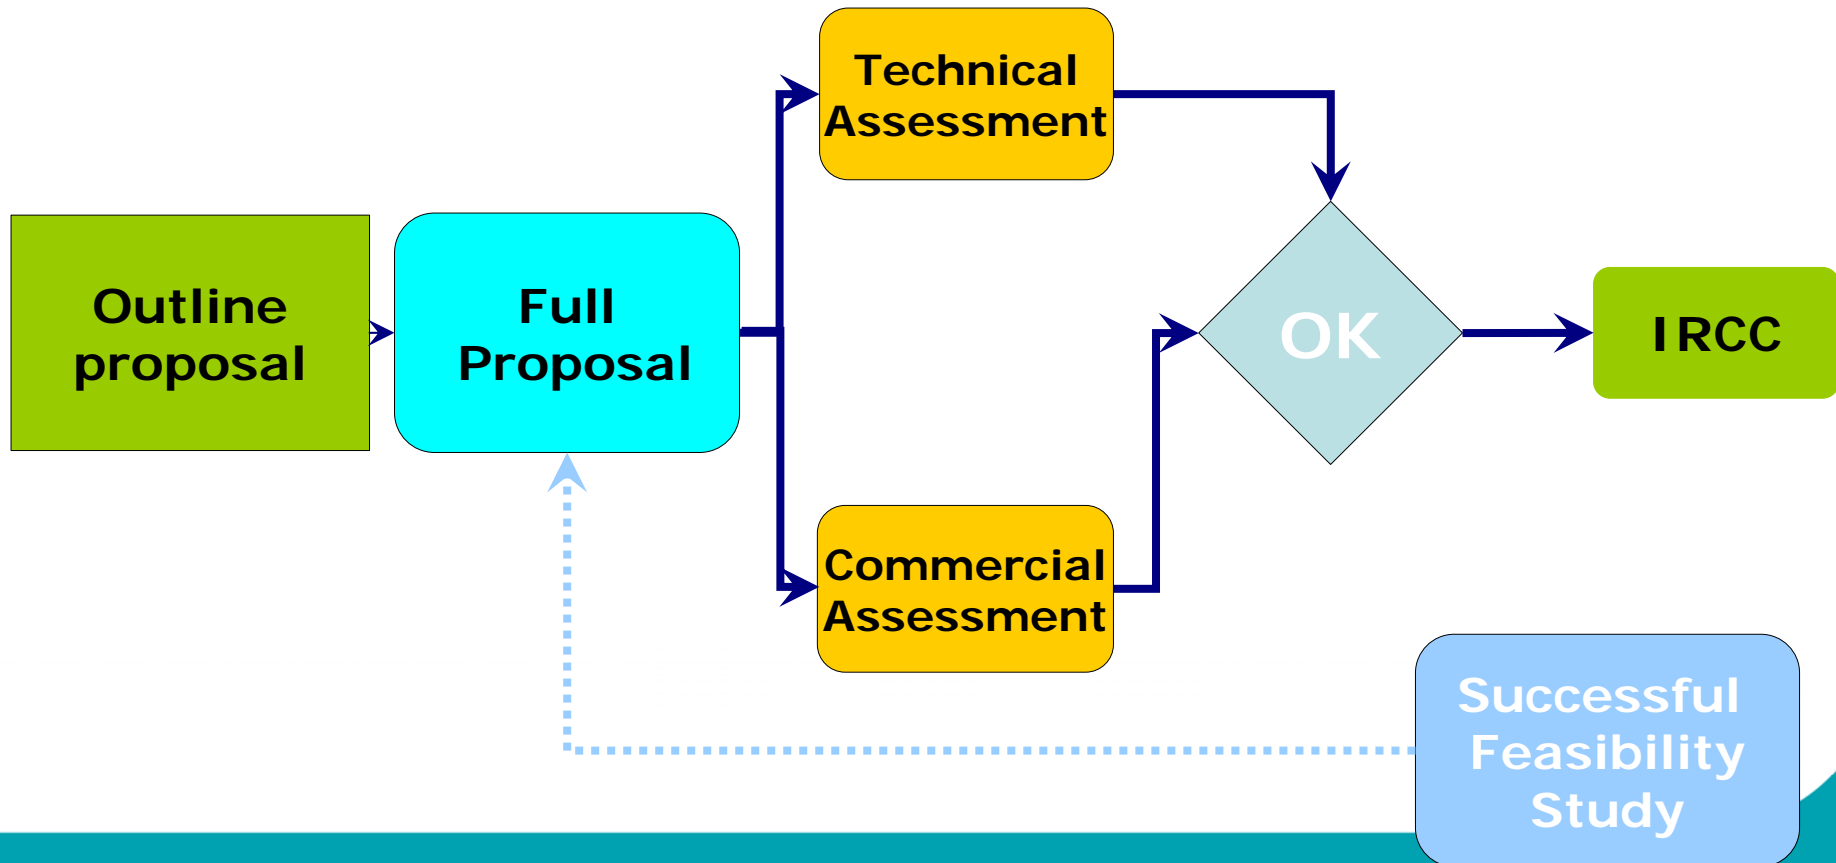 Technical
Assessment
Outline
proposal
Full
Proposal
OK
IRCC
Commercial
Assessment
Successful
Feasibility
Study